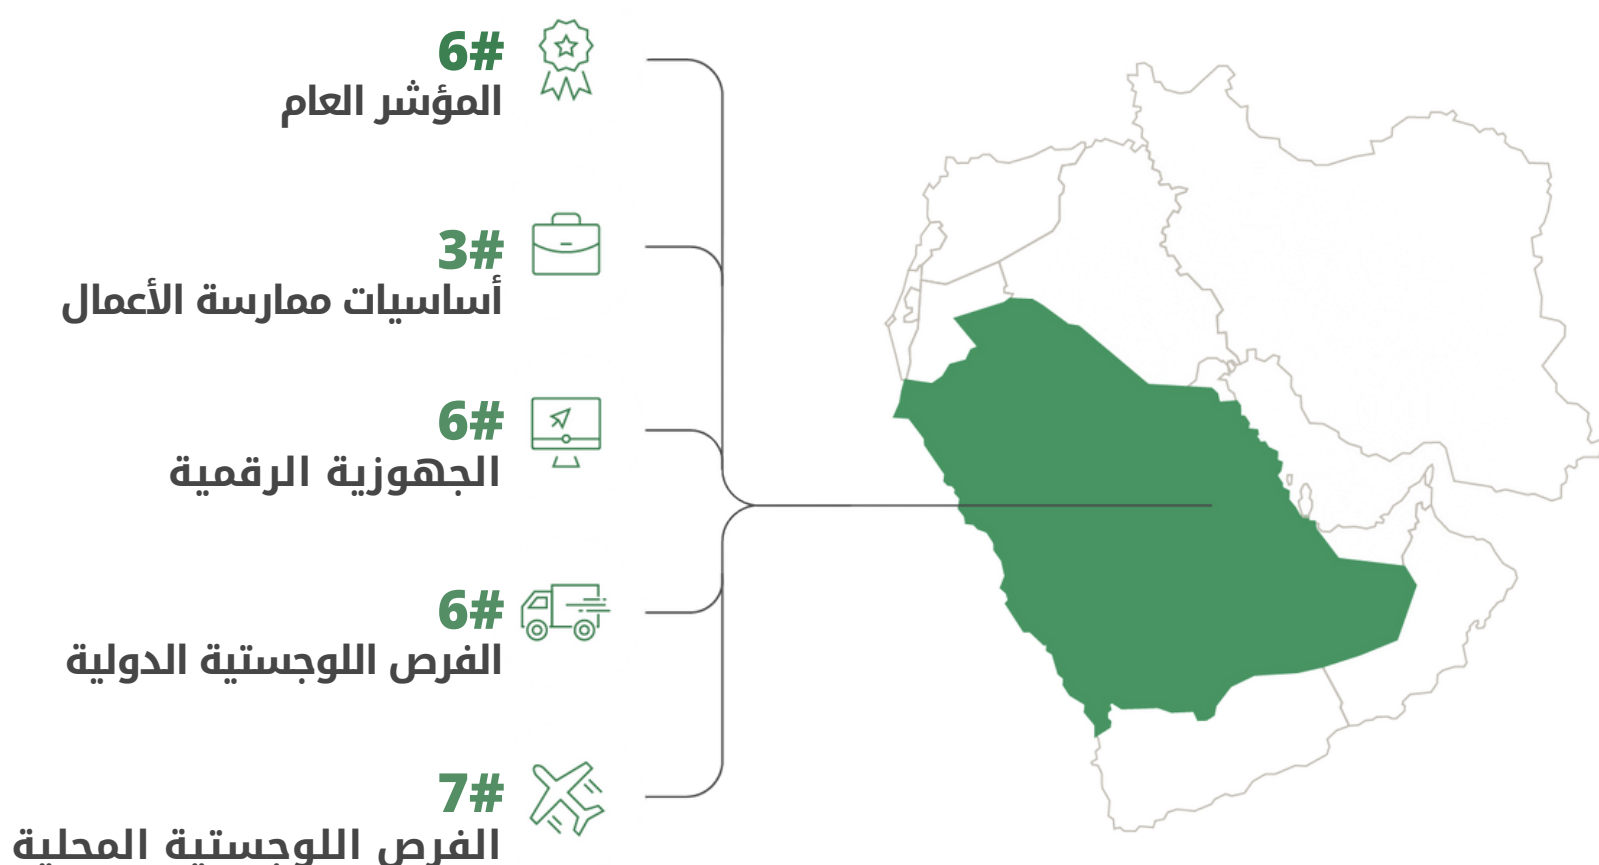 6#
المؤشر العام
3#
أساسيات ممارسة الأعمال
6#
الجهوزية الرقمية
6#
الفرص اللوجستية الدولية
7#
الفرص اللوجستية المحلية